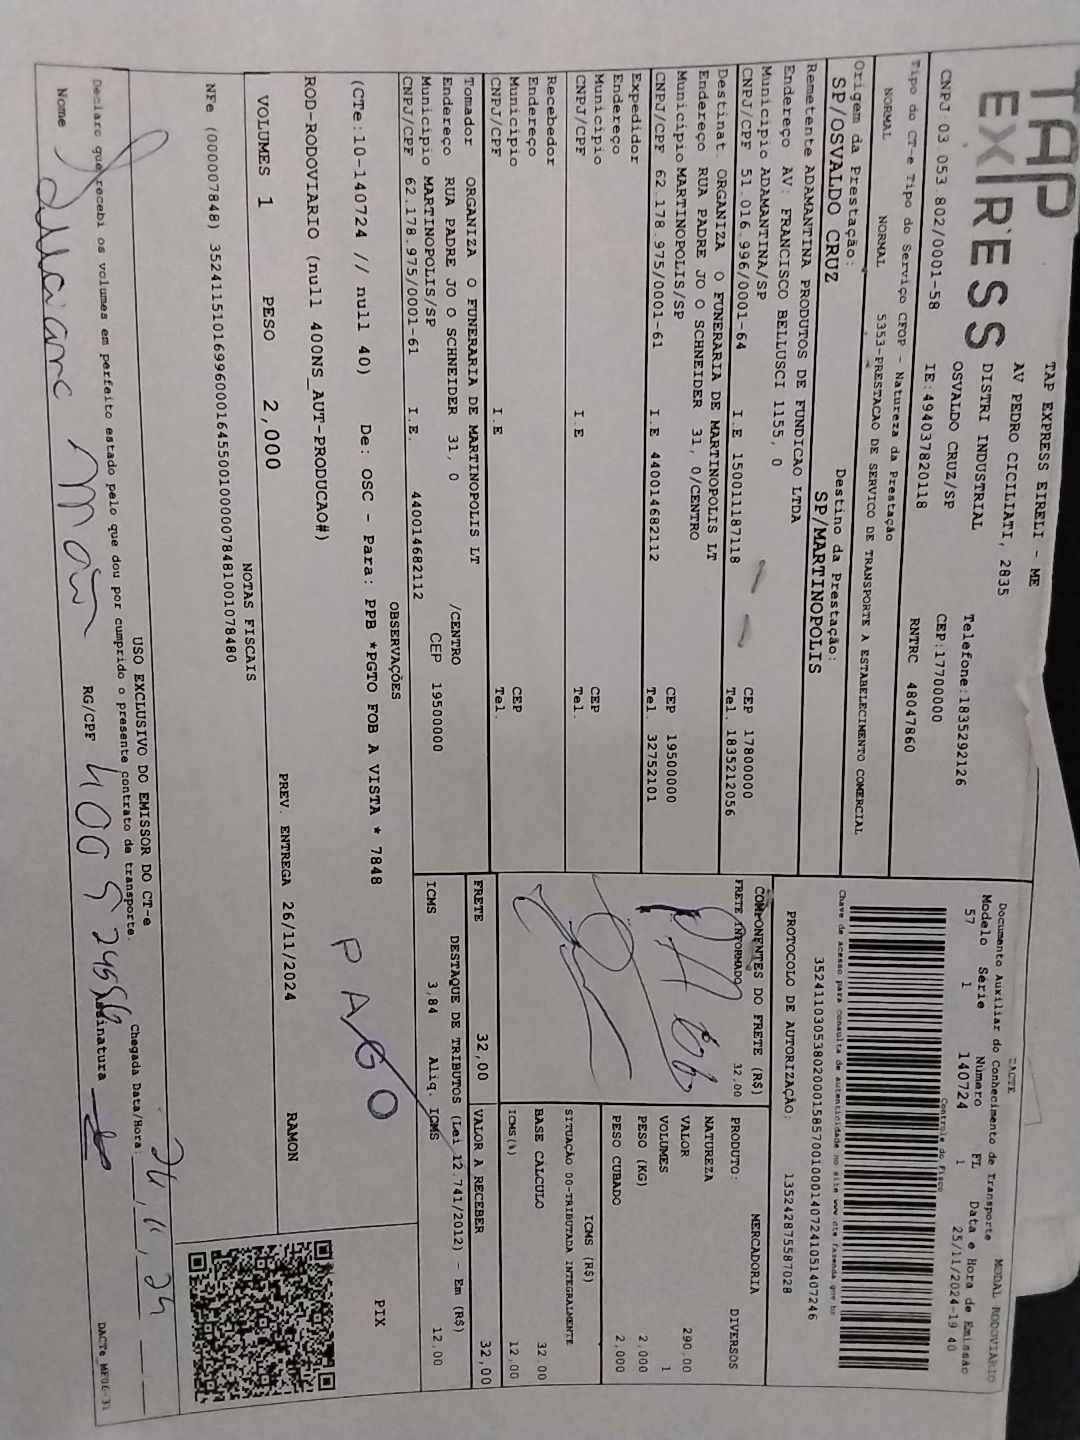 TAP
EXPRESS
TAP EXPRESS EIRELI - ME
AV PEDRO CICILIATI, 2835
DISTRI INDUSTRIAL
Telefone:1835292126
OSVALDO CRUZ/SP
CEP:17700000
CNPJ:03 053 802/0001-58
IE:494037820118
RNTRC 48047860
Tipo do CT-e Tipo do Serviço CFOP - Natureza da Prestação
NORMAL NORMAL 5353-PRESTACAO DE SERVICO DE TRANSPORTE A ESTABELECIMENTO COMERCIAL
Origem da Prestação: Destino da Prestação:
SP/OSVALDO CRUZ SP/MARTINOPOLIS
DACTE MODAL RODOVIARIO
Documento Auxiliar do Conhecimento de Transporte
Modelo Série Número FL Data e Hora de Emissão
57 1 140724 1 25/11/2024-19 40
Controle do Fisco
Chave de acesso para consulta de autenticidade no site www cte fazenda gov br
35241103053802000158570010001407241051407246
PROTOCOLO DE AUTORIZAÇÃO: 135242875587028
Remetente ADAMANTINA PRODUTOS DE FUNDICAO LTDA
Endereço AV: FRANCISCO BELLUSCI 1155, 0
Município ADAMANTINA/SP CEP 17800000
CNPJ/CPF 51.016.996/0001-64 I.E 150011187118 Tel. 1835212056
Destinat. ORGANIZA O FUNERARIA DE MARTINOPOLIS LT
Endereço RUA PADRE JO O SCHNEIDER 31, 0/CENTRO
Município MARTINOPOLIS/SP CEP 19500000
CNPJ/CPF 62.178.975/0001-61 I.E 440014682112 Tel. 32752101
Expedidor
Endereço
Município CEP
CNPJ/CPF I.E Tel.
Recebedor
Endereço
Município CEP
CNPJ/CPF I.E Tel.
Tomador ORGANIZA O FUNERARIA DE MARTINOPOLIS LT
Endereço RUA PADRE JO O SCHNEIDER 31, 0 /CENTRO
Município MARTINOPOLIS/SP CEP 19500000
CNPJ/CPF 62.178.975/0001-61 I.E. 440014682112
COMPONENTES DO FRETE (R$)
FRETE INFORMADO 32,00
FRETE 32,00
MERCADORIA
PRODUTO: DIVERSOS
NATUREZA
VALOR 290,00
VOLUMES 1
PESO (KG) 2,000
PESO CUBADO 2,000
ICMS (R$)
SITUAÇÃO 00-TRIBUTADA INTEGRALMENTE
BASE CÁLCULO 32,00
ICMS(%) 12,00
VALOR A RECEBER 32,00
DESTAQUE DE TRIBUTOS (Lei 12.741/2012) - Em (R$)
ICMS 3,84 Aliq. ICMS 12,00
OBSERVAÇÕES
(CTe:10-140724 // null 40) De: OSC - Para: PPB *PGTO FOB A VISTA * 7848
ROD-RODOVIARIO (null 400NS_AUT-PRODUCAO#)
PAGO
PIX
VOLUMES 1 PESO 2,000 PREV. ENTREGA 26/11/2024 RAMON
NOTAS FISCAIS
NFe (000007848) 35241151016996000164550010000078481001078480
USO EXCLUSIVO DO EMISSOR DO CT-e
Declaro que recebi os volumes em perfeito estado pelo que dou por cumprido o presente contrato de transporte.
Chegada Data/Hora:
Nome RG/CPF Assinatura
DACTe_MF06-31